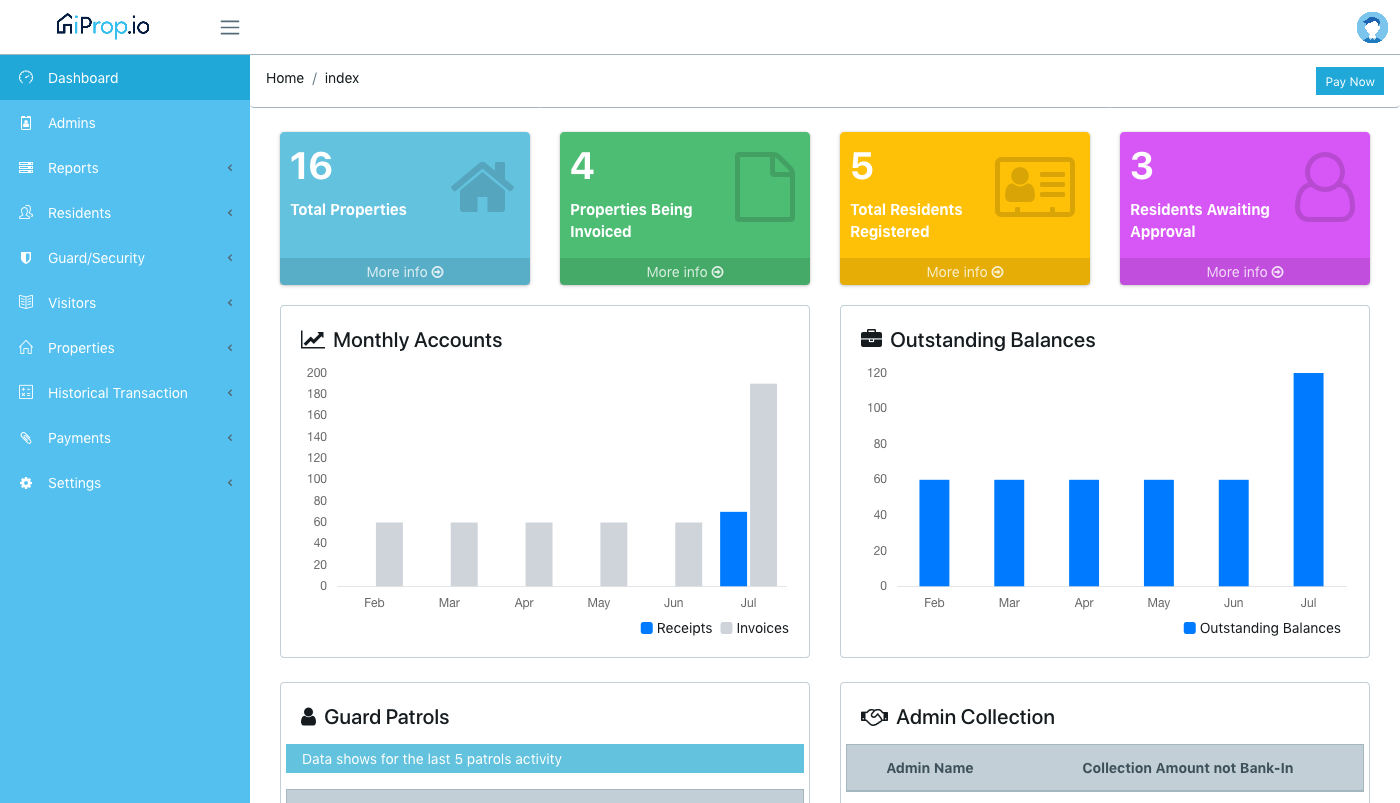 iProp.io
Dashboard
Admins
Reports
Residents
Guard/Security
Visitors
Properties
Historical Transaction
Payments
Settings
Home / index
Pay Now
16
Total Properties
More info
4
Properties Being
Invoiced
More info
5
Total Residents
Registered
More info
3
Residents Awaiting
Approval
More info
Monthly Accounts
200
180
160
140
120
100
80
60
40
20
0
Feb Mar Apr May Jun Jul
Receipts Invoices
Outstanding Balances
120
100
80
60
40
20
0
Feb Mar Apr May Jun Jul
Outstanding Balances
Guard Patrols
Data shows for the last 5 patrols activity
Admin Collection
Admin Name Collection Amount not Bank-In